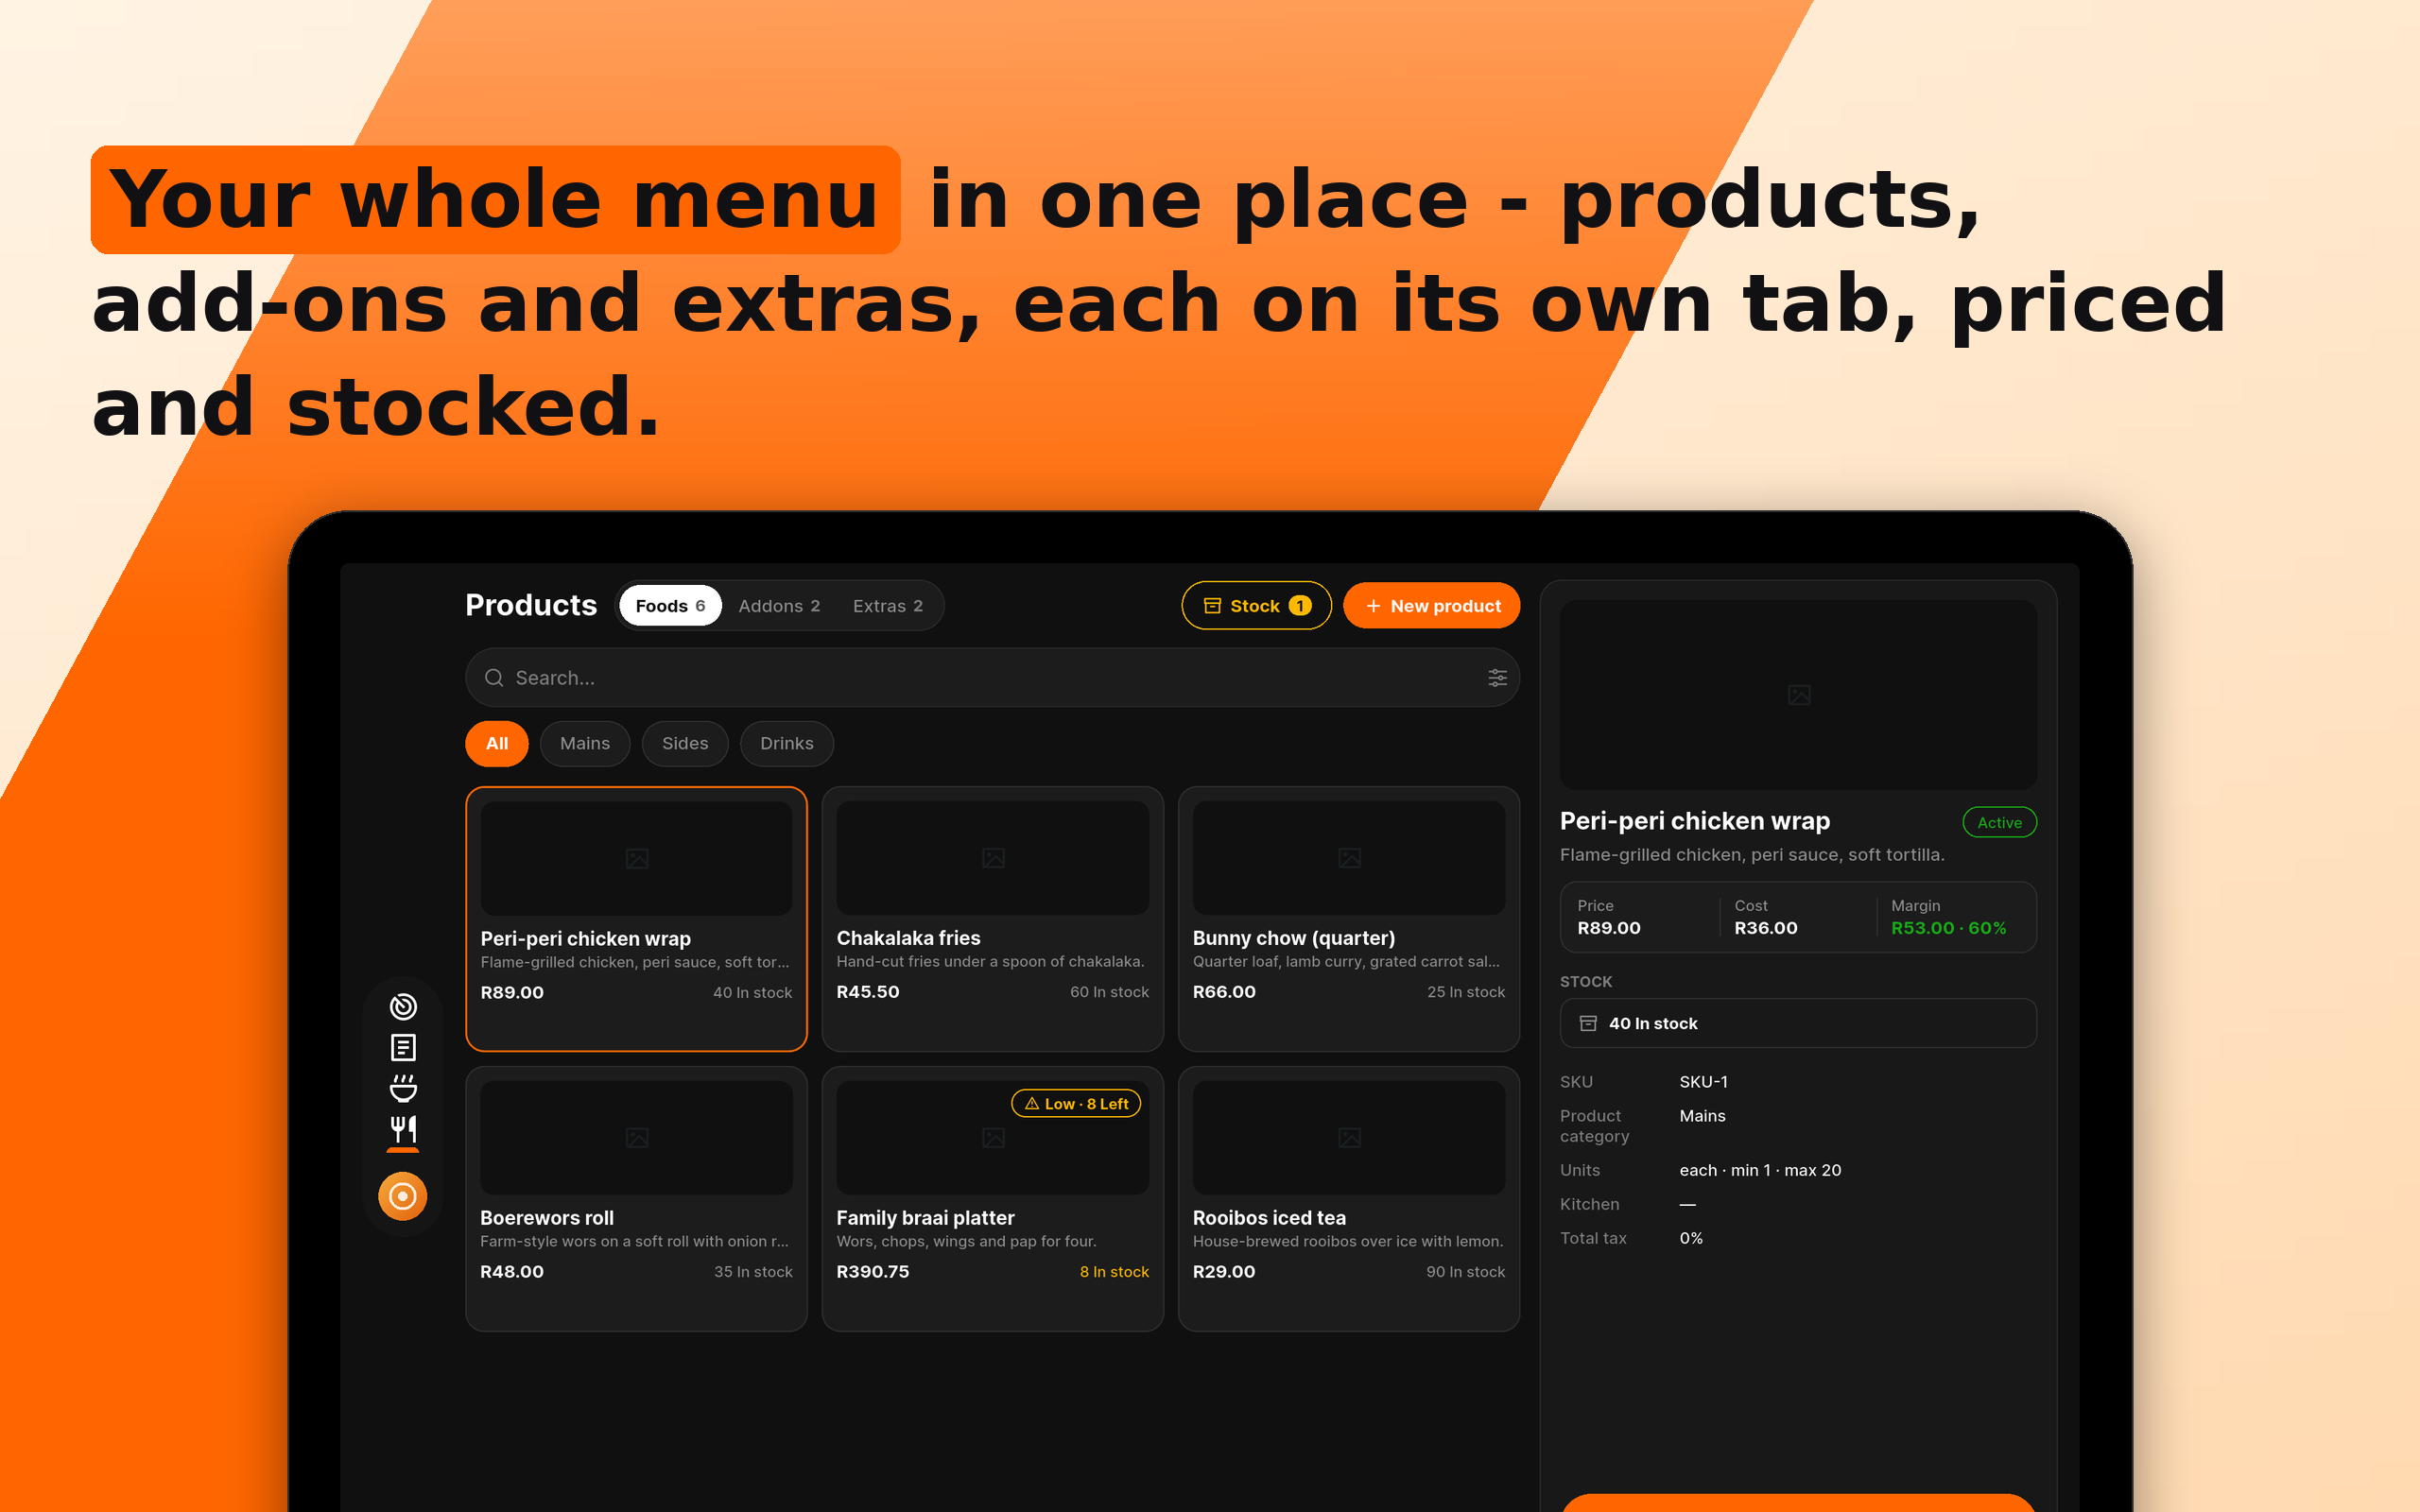 Your whole menu in one place - products,
add-ons and extras, each on its own tab, priced
and stocked.
Products
Foods 6
Addons 2
Extras 2
Stock 1
+ New product
Search...
All
Mains
Sides
Drinks
Peri-peri chicken wrap
Flame-grilled chicken, peri sauce, soft tor...
R89.00
40 In stock
Chakalaka fries
Hand-cut fries under a spoon of chakalaka.
R45.50
60 In stock
Bunny chow (quarter)
Quarter loaf, lamb curry, grated carrot sal...
R66.00
25 In stock
Boerewors roll
Farm-style wors on a soft roll with onion r...
R48.00
35 In stock
Low · 8 Left
Family braai platter
Wors, chops, wings and pap for four.
R390.75
8 In stock
Rooibos iced tea
House-brewed rooibos over ice with lemon.
R29.00
90 In stock
Peri-peri chicken wrap
Active
Flame-grilled chicken, peri sauce, soft tortilla.
Price
R89.00
Cost
R36.00
Margin
R53.00 · 60%
STOCK
40 In stock
SKU
SKU-1
Product
category
Mains
Units
each · min 1 · max 20
Kitchen
—
Total tax
0%